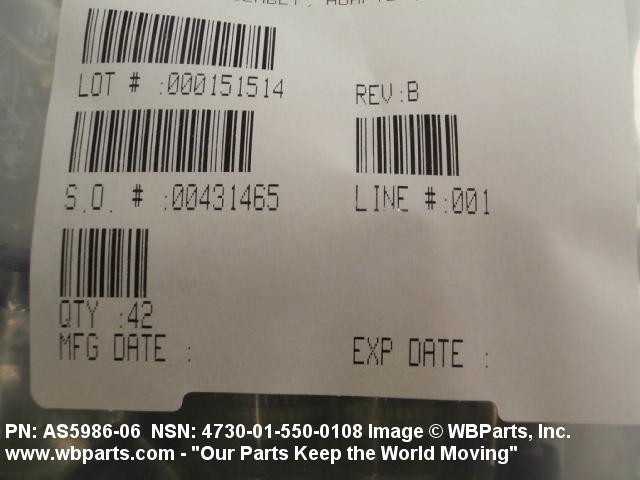 LOT # :000151514
REV:B
S.O. # :00431465
LINE #:001
QTY :42
MFG DATE :
EXP DATE :
PN: AS5986-06 NSN: 4730-01-550-0108 Image © WBParts, Inc.
www.wbparts.com - "Our Parts Keep the World Moving"